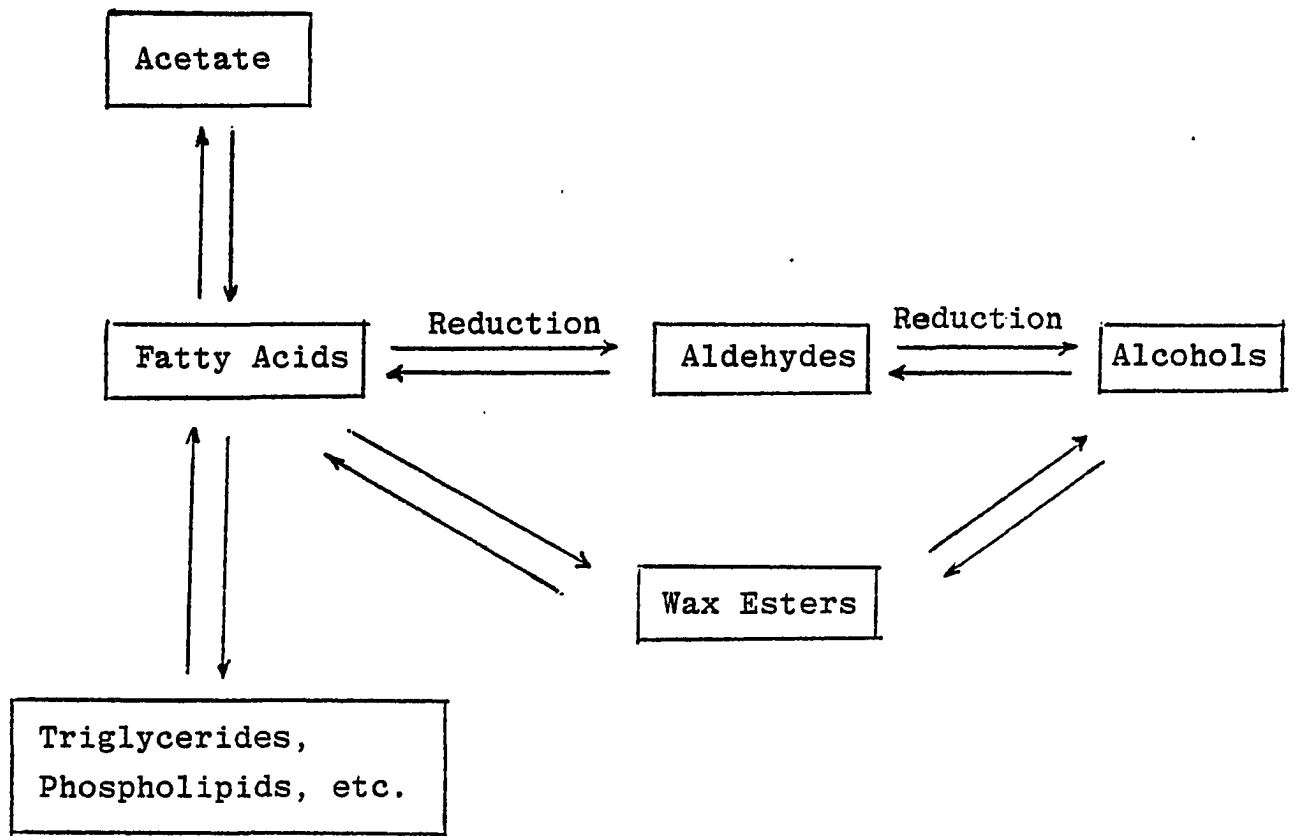 Acetate
Reduction
Reduction
Fatty Acids
Aldehydes
Alcohols
Wax Esters
Triglycerides,
Phospholipids, etc.